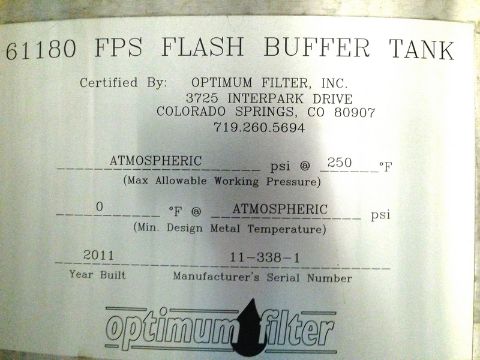 61180 FPS FLASH BUFFER TANK
Certified By: OPTIMUM FILTER, INC.
3725 INTERPARK DRIVE
COLORADO SPRINGS, CO 80907
719.260.5694
ATMOSPHERIC psi @ 250 °F
(Max Allowable Working Pressure)
0 °F @ ATMOSPHERIC psi
(Min. Design Metal Temperature)
2011 11-338-1
Year Built Manufacturer's Serial Number
optimum filter